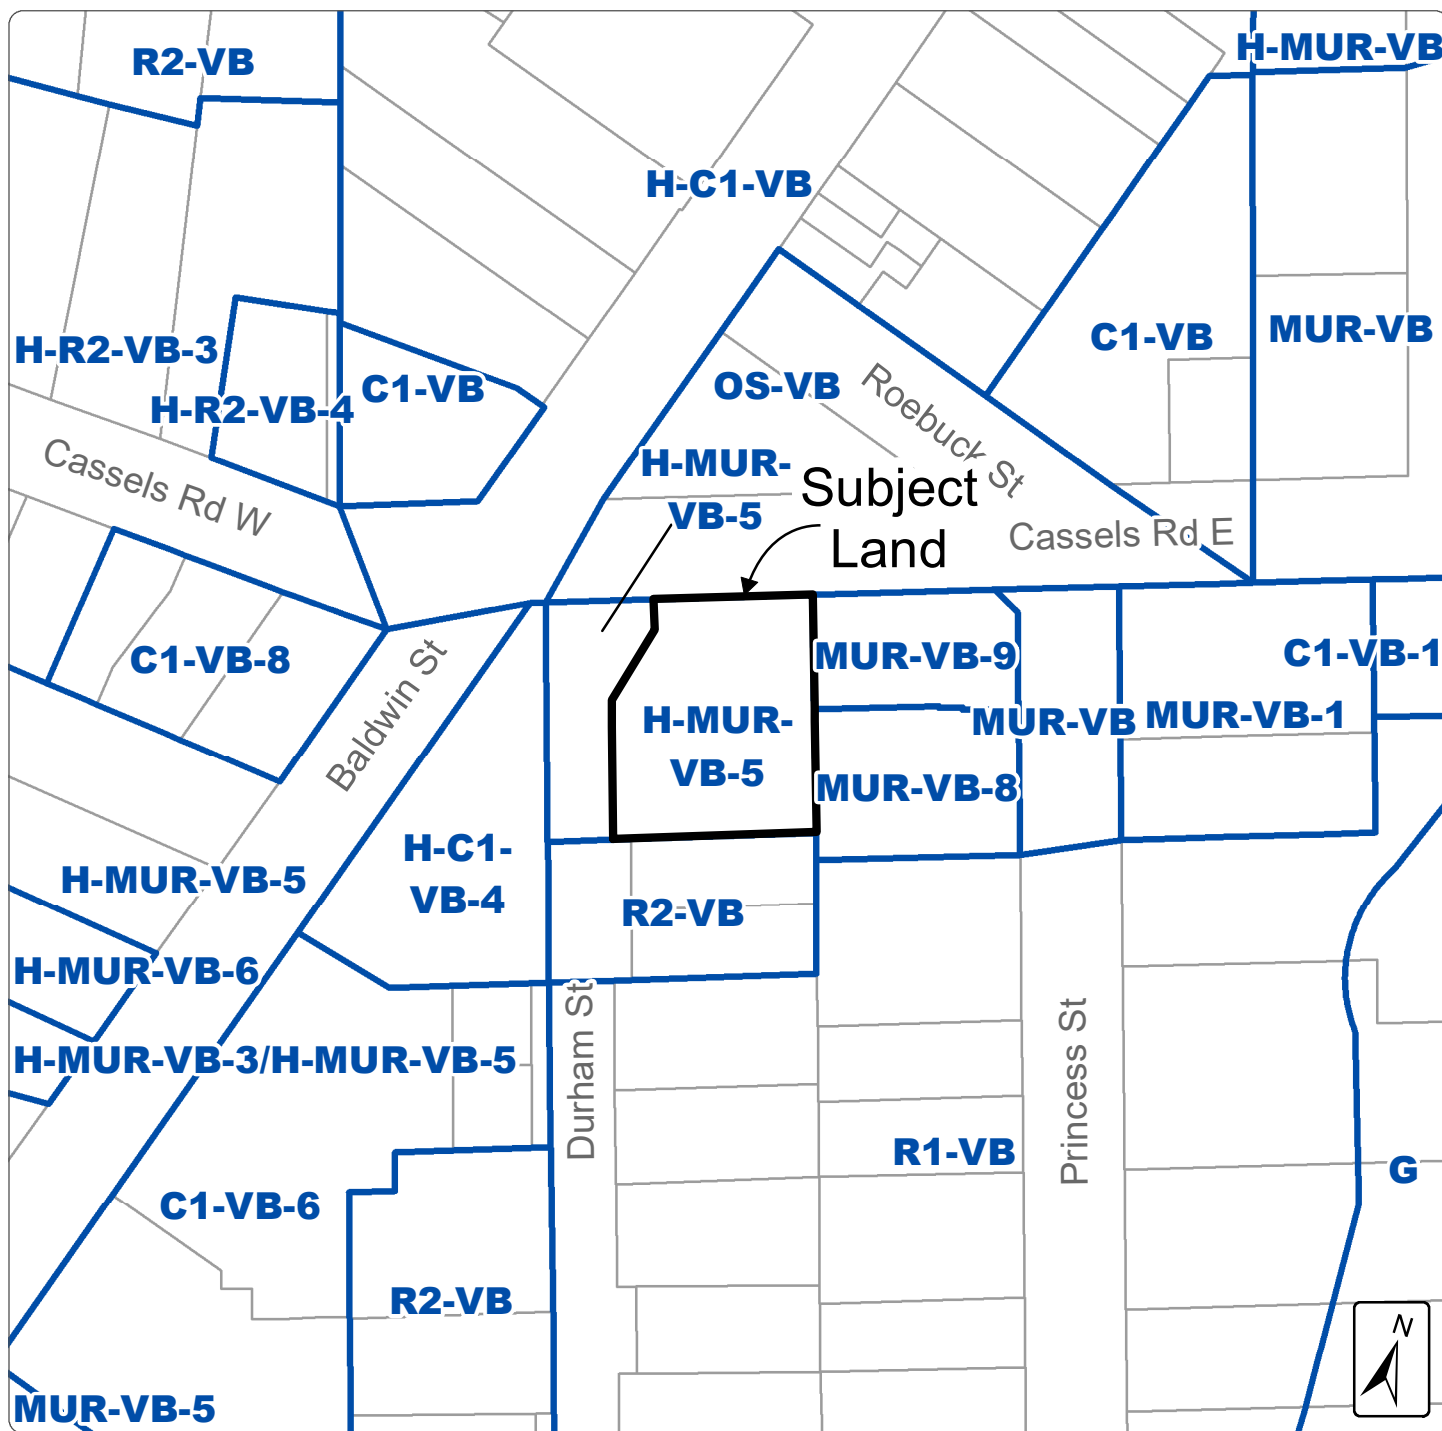 H-MUR-VB
R2-VB
H-C1-VB
MUR-VB
C1-VB
H-R2-VB-3
C1-VB
OS-VB
Roebuck St
H-R2-VB-4
H-MUR-
VB-5
Subject
Land
Cassels Rd W
Cassels Rd E
C1-VB-8
Baldwin St
MUR-VB-9
C1-VB-1
H-MUR-
VB-5
MUR-VB
MUR-VB-1
MUR-VB-8
H-C1-
VB-4
H-MUR-VB-5
R2-VB
H-MUR-VB-6
H-MUR-VB-3/H-MUR-VB-5
Durham St
Princess St
R1-VB
G
C1-VB-6
R2-VB
N
MUR-VB-5